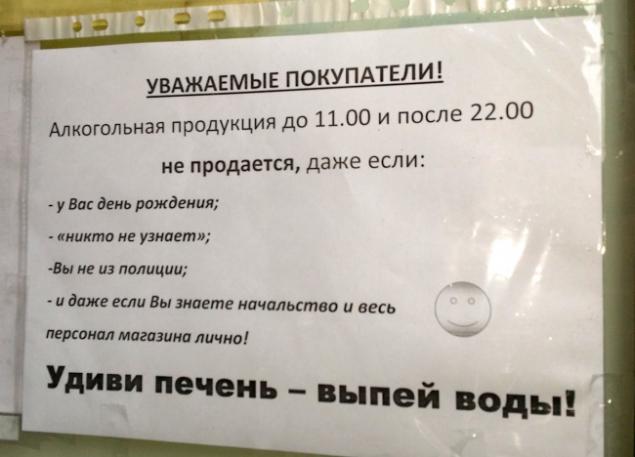 УВАЖАЕМЫЕ ПОКУПАТЕЛИ!
Алкогольная продукция до 11.00 и после 22.00
не продается, даже если:
- у Вас день рождения;
- «никто не узнает»;
-Вы не из полиции;
- и даже если Вы знаете начальство и весь
персонал магазина лично!
Удиви печень – выпей воды!